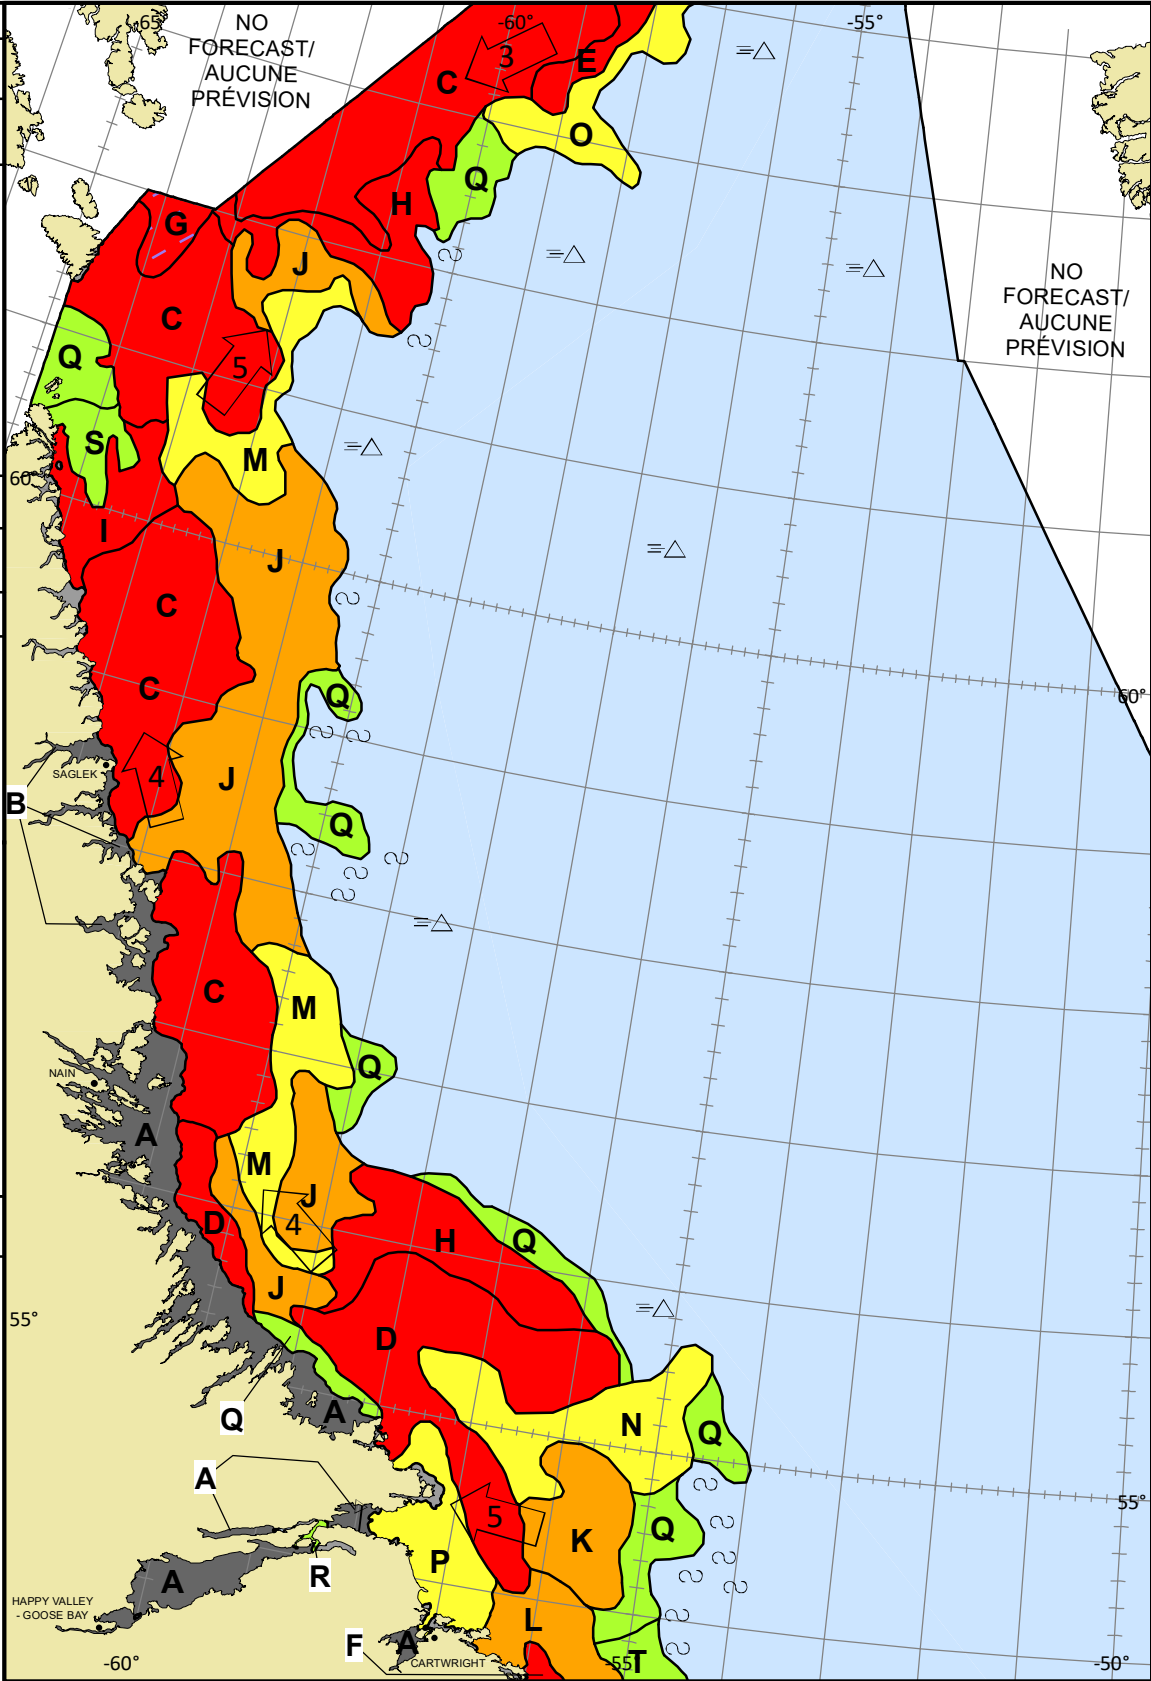 -65
NO
FORECAST/
AUCUNE
PRÉVISION
-60°
-55°
3
E
C
O
Q
H
G
J
C
NO
FORECAST/
AUCUNE
PRÉVISION
Q
5
S
M
60°
I
J
C
C
Q
60°
SAGLEK
4
J
B
Q
C
M
Q
NAIN
A
M
J
D
4
H
Q
J
55°
D
Q
A
N
Q
A
5
55°
K
Q
P
R
A
HAPPY VALLEY
- GOOSE BAY
L
F
A
CARTWRIGHT
-60°
-55°
T
-50°